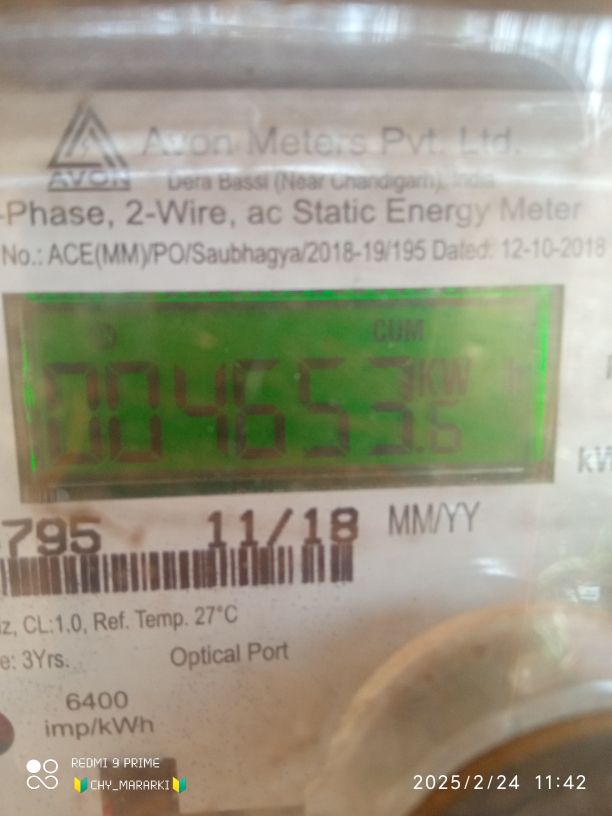 Avon Meters Pvt. Ltd.
AVON
Dera Bassi (Near Chandigarh), India
-Phase, 2-Wire, ac Static Energy Meter
No.: ACE(MM)/PO/Saubhagya/2018-19/195 Dated: 12-10-2018
CUM
004653.6 KW h
795 11/18 MM/YY
z, CL:1.0, Ref. Temp. 27°C
e: 3Yrs. Optical Port
6400
imp/kWh
REDMI 9 PRIME
CHY_MARARKI
2025/2/24 11:42